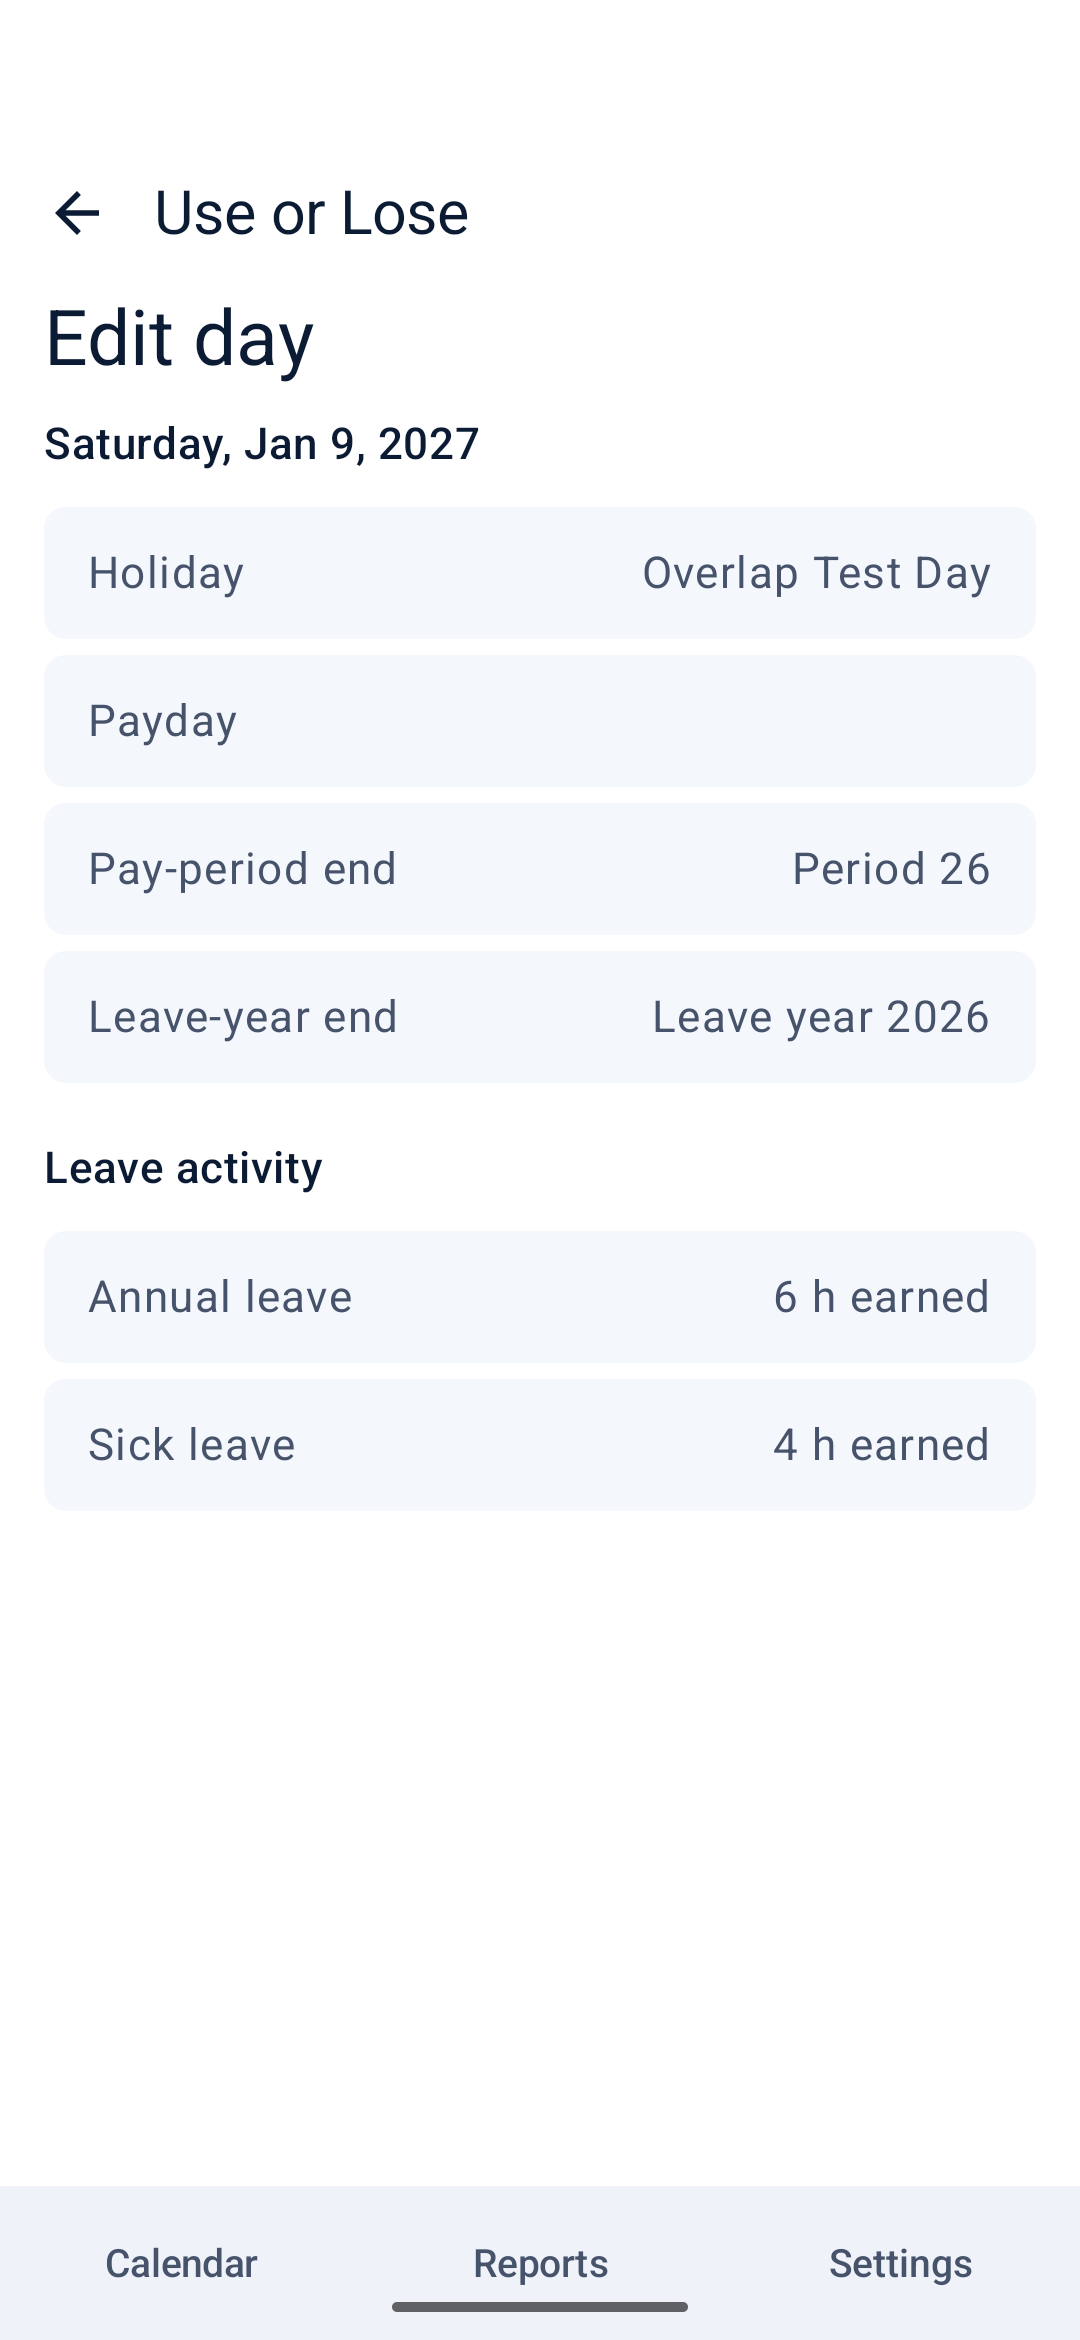 Use or Lose
Edit day
Saturday, Jan 9, 2027
Holiday Overlap Test Day
Payday
Pay-period end Period 26
Leave-year end Leave year 2026
Leave activity
Annual leave 6 h earned
Sick leave 4 h earned
Calendar Reports Settings